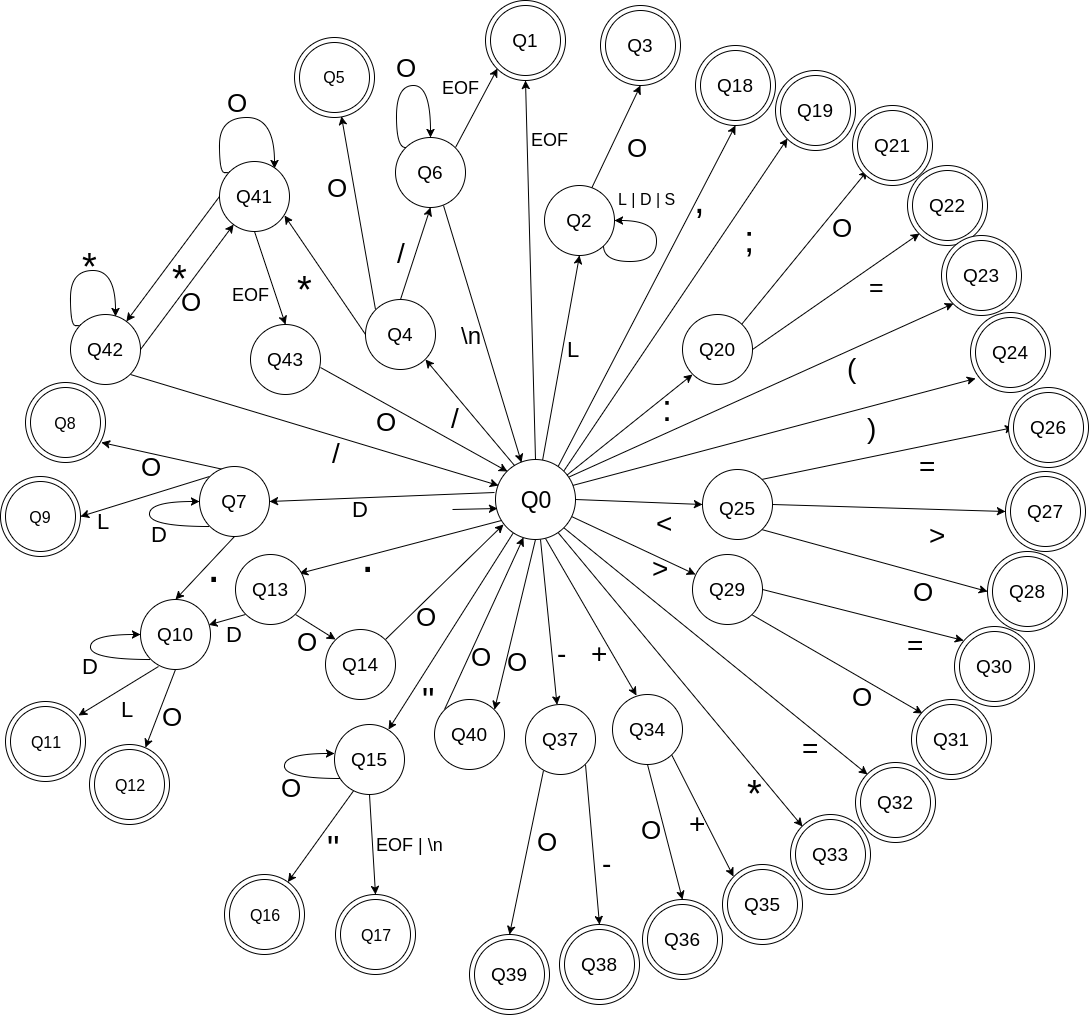 Q1
Q3
Q5
O
EOF
Q18
Q19
O
EOF
Q21
O
Q6
Q41
O
L | D | S
Q22
Q2
,
O
;
*
*
/
Q23
O
EOF
*
=
Q4
\n
Q20
Q42
Q43
L
(
Q24
:
O
/
)
Q8
Q26
/
O
=
Q7
Q0
Q25
Q27
Q9
L
D
D
<
>
.
.
>
Q13
Q29
Q28
O
Q10
D
O
O
=
Q14
O
O
-
+
Q30
D
L
O
"
O
Q11
Q40
Q37
Q34
=
Q31
Q15
Q12
O
*
Q32
"
EOF | \n
O
-
O
+
Q33
Q16
Q17
Q35
Q36
Q38
Q39